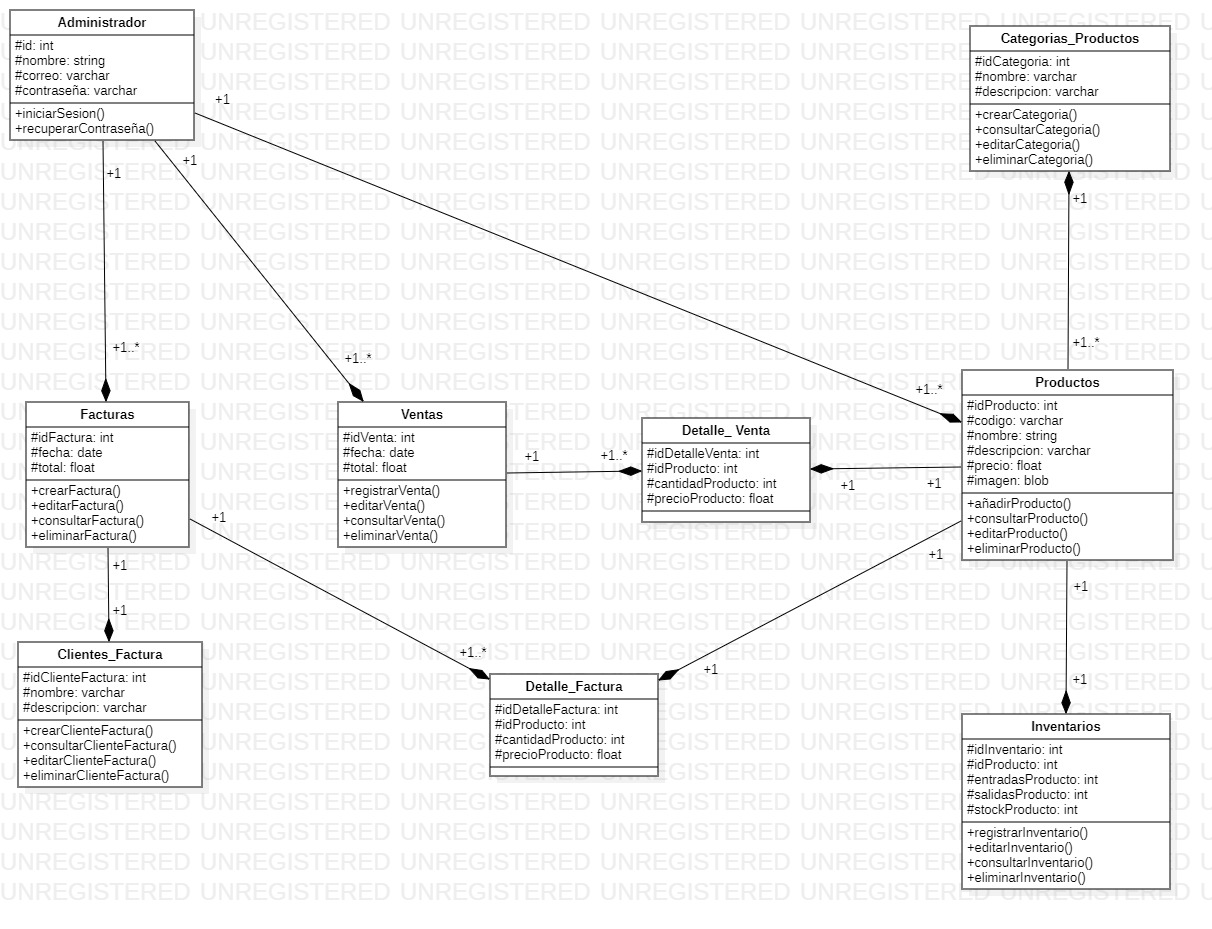 Administrador
#id: int
#nombre: string
#correo: varchar
#contraseña: varchar
+iniciarSesion()
+recuperarContraseña()
+1
+1
+1
Categorias_Productos
#idCategoria: int
#nombre: varchar
#descripcion: varchar
+crearCategoria()
+consultarCategoria()
+editarCategoria()
+eliminarCategoria()
+1
+1..*
+1..*
+1..*
+1..*
Facturas
#idFactura: int
#fecha: date
#total: float
+crearFactura()
+editarFactura()
+consultarFactura()
+eliminarFactura()
+1
+1
+1
Ventas
#idVenta: int
#fecha: date
#total: float
+registrarVenta()
+editarVenta()
+consultarVenta()
+eliminarVenta()
+1
+1..*
Detalle_ Venta
#idDetalleVenta: int
#idProducto: int
#cantidadProducto: int
#precioProducto: float
+1
+1
Productos
#idProducto: int
#codigo: varchar
#nombre: string
#descripcion: varchar
#precio: float
#imagen: blob
+añadirProducto()
+consultarProducto()
+editarProducto()
+eliminarProducto()
+1
+1
+1
Clientes_Factura
#idClienteFactura: int
#nombre: varchar
#descripcion: varchar
+crearClienteFactura()
+consultarClienteFactura()
+editarClienteFactura()
+eliminarClienteFactura()
+1..*
+1
Detalle_Factura
#idDetalleFactura: int
#idProducto: int
#cantidadProducto: int
#precioProducto: float
Inventarios
#idInventario: int
#idProducto: int
#entradasProducto: int
#salidasProducto: int
#stockProducto: int
+registrarInventario()
+editarInventario()
+consultarInventario()
+eliminarInventario()
UNREGISTERED